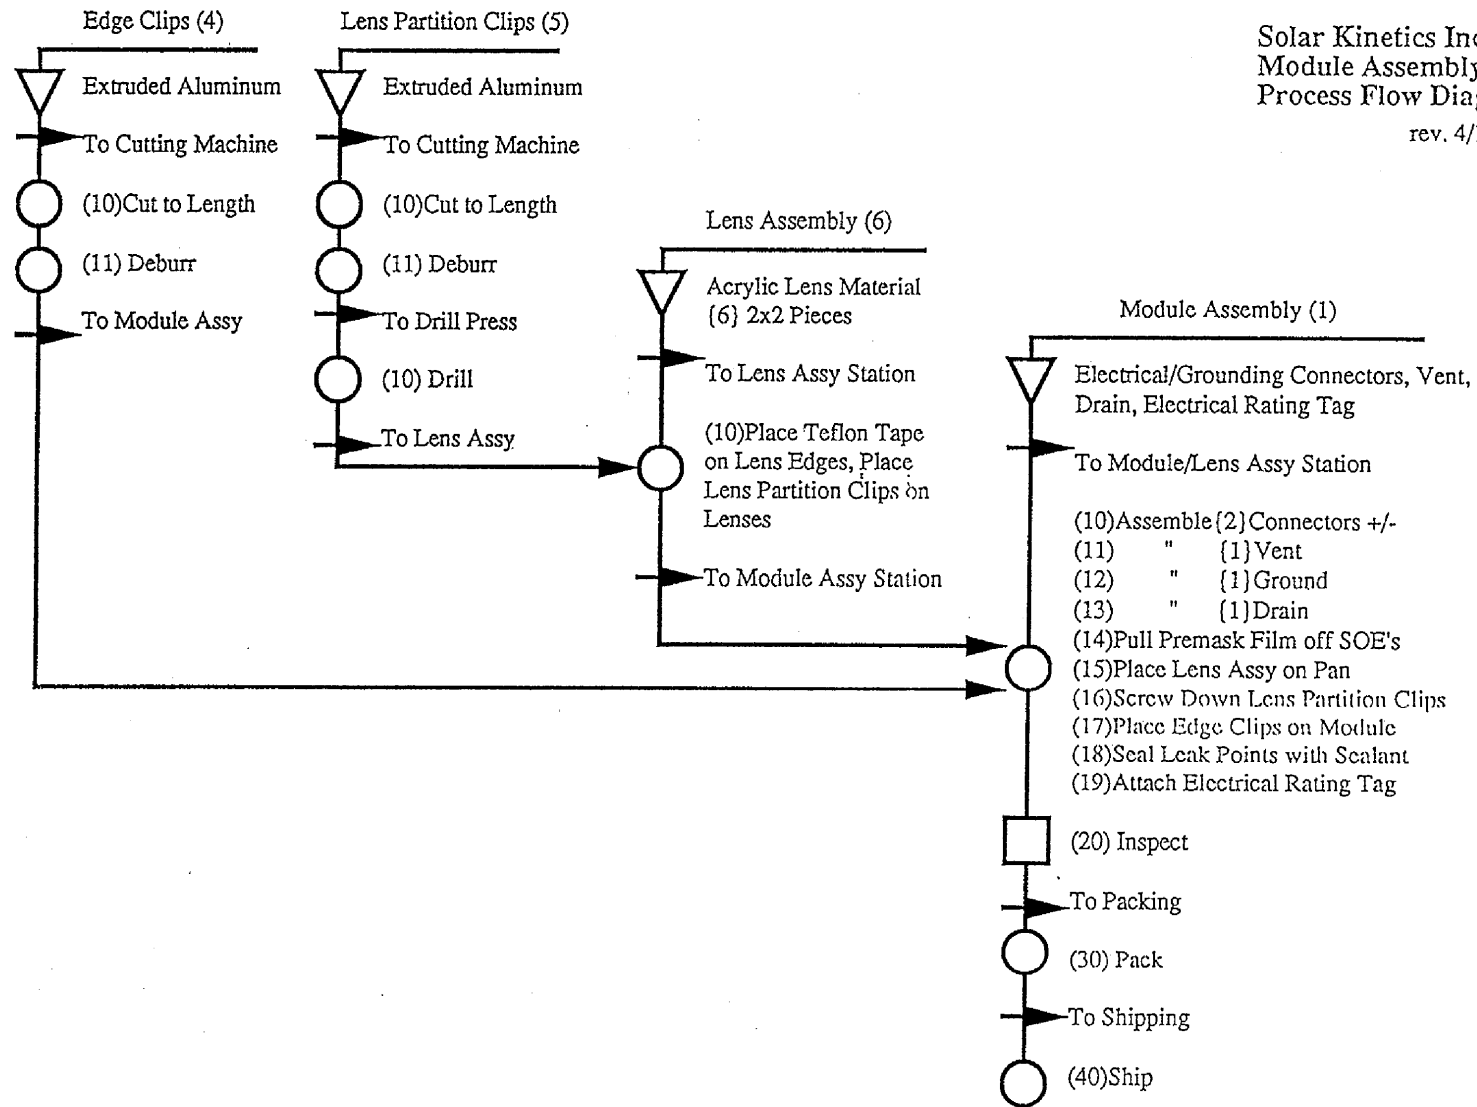 Edge Clips (4)
Extruded Aluminum
To Cutting Machine
(10)Cut to Length
(11) Deburr
To Module Assy
Lens Partition Clips (5)
Extruded Aluminum
To Cutting Machine
(10)Cut to Length
(11) Deburr
To Drill Press
(10) Drill
To Lens Assy
Lens Assembly (6)
Acrylic Lens Material
{6} 2x2 Pieces
To Lens Assy Station
(10)Place Teflon Tape
on Lens Edges, Place
Lens Partition Clips on
Lenses
To Module Assy Station
Solar Kinetics
Module Assembly
Process Flow
rev. 4/
Module Assembly (1)
Electrical/Grounding Connectors, Vent,
Drain, Electrical Rating Tag
To Module/Lens Assy Station
(10)Assemble{2}Connectors +/-
(11) " {1}Vent
(12) " {1}Ground
(13) " {1}Drain
(14)Pull Premask Film off SOE's
(15)Place Lens Assy on Pan
(16)Screw Down Lens Partition Clips
(17)Place Edge Clips on Module
(18)Seal Leak Points with Sealant
(19)Attach Electrical Rating Tag
(20) Inspect
To Packing
(30) Pack
To Shipping
(40)Ship